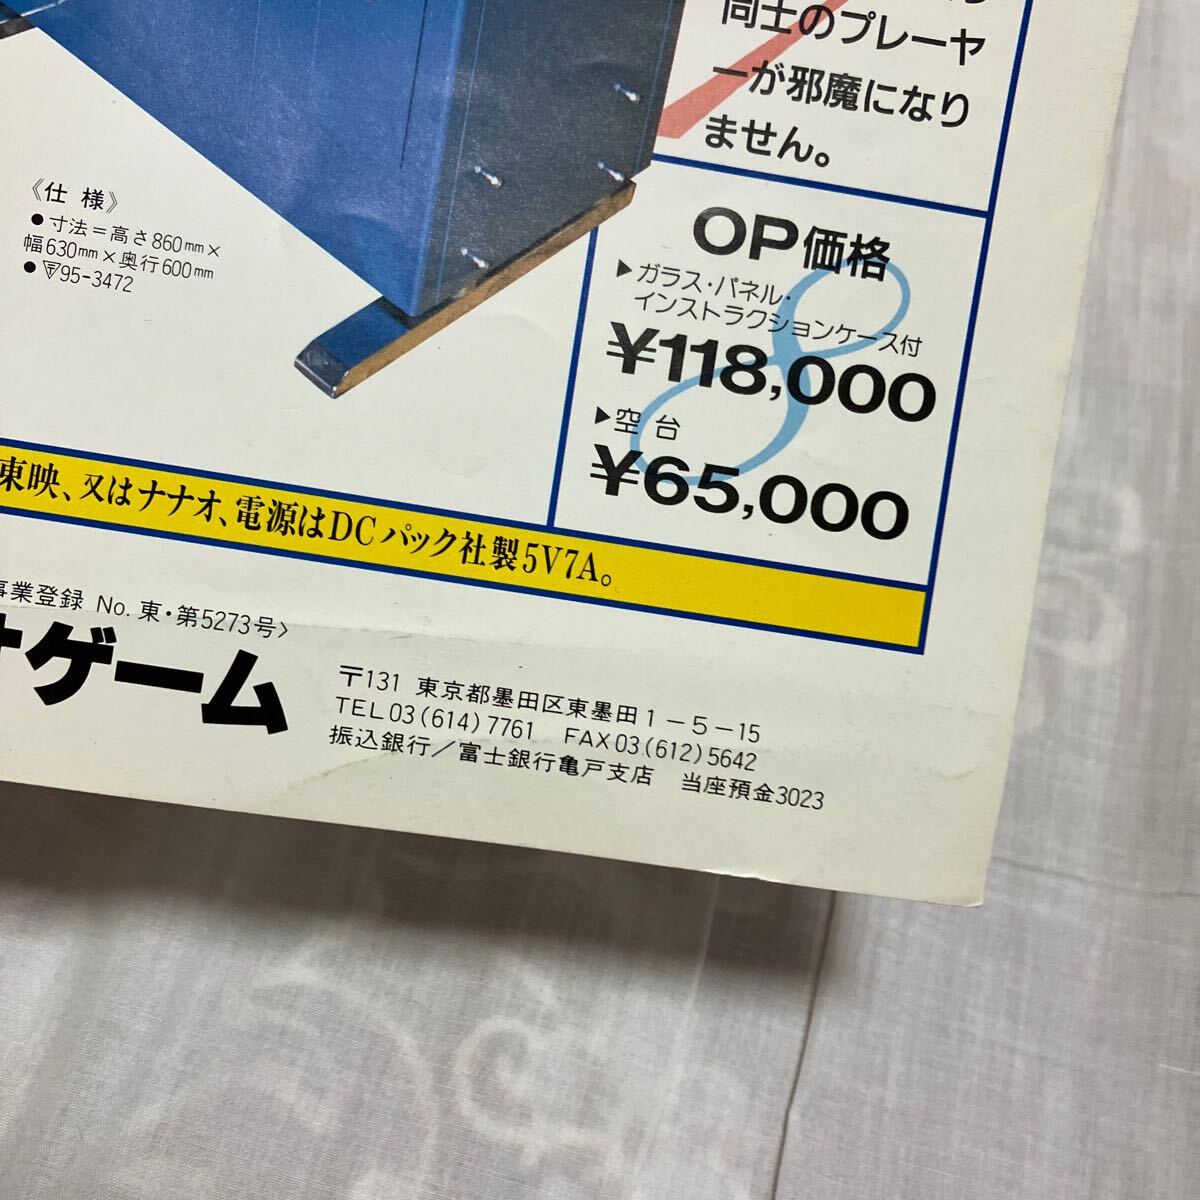 同士のプレーヤ
ーが邪魔になり
ません。
《仕 様》
●寸法＝高さ860mm×
幅630mm×奥行600mm
●▽95-3472
OP価格
8
▶ガラス・パネル・
インストラクションケース付
¥118,000
▶空 台
¥65,000
東映、又はナナオ、電源はDCパック社製5V7A。
事業登録 No. 東・第5273号〉
ゲーム
〒131 東京都墨田区東墨田1－5－15
TEL 03(614)7761 FAX 03(612)5642
振込銀行／富士銀行亀戸支店 当座預金3023